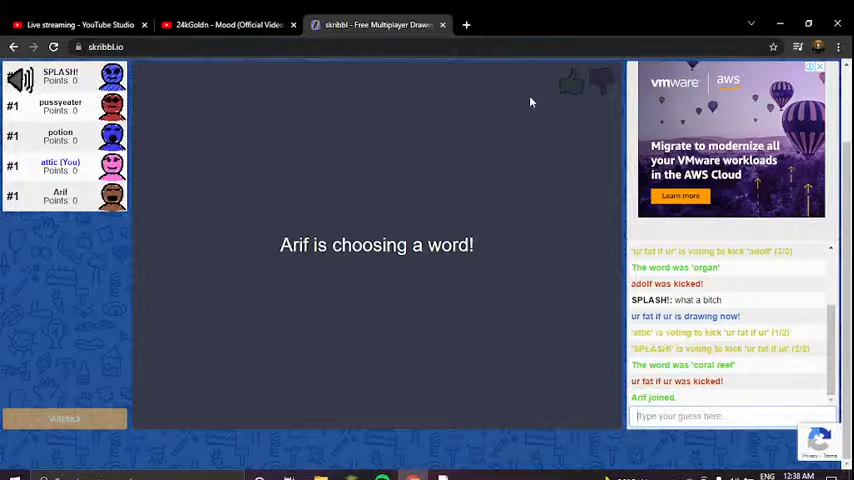 Live streaming - YouTube Studio
24kGoldn - Mood (Official Video
skribbl - Free Multiplayer Drawin
skribbl.io
SPLASH!
Points: 0
#1
pussyeater
Points: 0
#1
potion
Points: 0
#1
attic (You)
Points: 0
#1
Arif
Points: 0
Votekick
Arif is choosing a word!
vmware aws
Migrate to modernize all
your VMware workloads
in the AWS Cloud
Learn more
'ur fat if ur' is voting to kick 'adolf' (3/3)
The word was 'organ'
adolf was kicked!
SPLASH!: what a bitch
ur fat if ur is drawing now!
'attic' is voting to kick 'ur fat if ur' (1/2)
'SPLASH!' is voting to kick 'ur fat if ur' (2/2)
The word was 'coral reef'
ur fat if ur was kicked!
Arif joined.
Type your guess here...
Privacy - Terms
ENG
12:38 AM